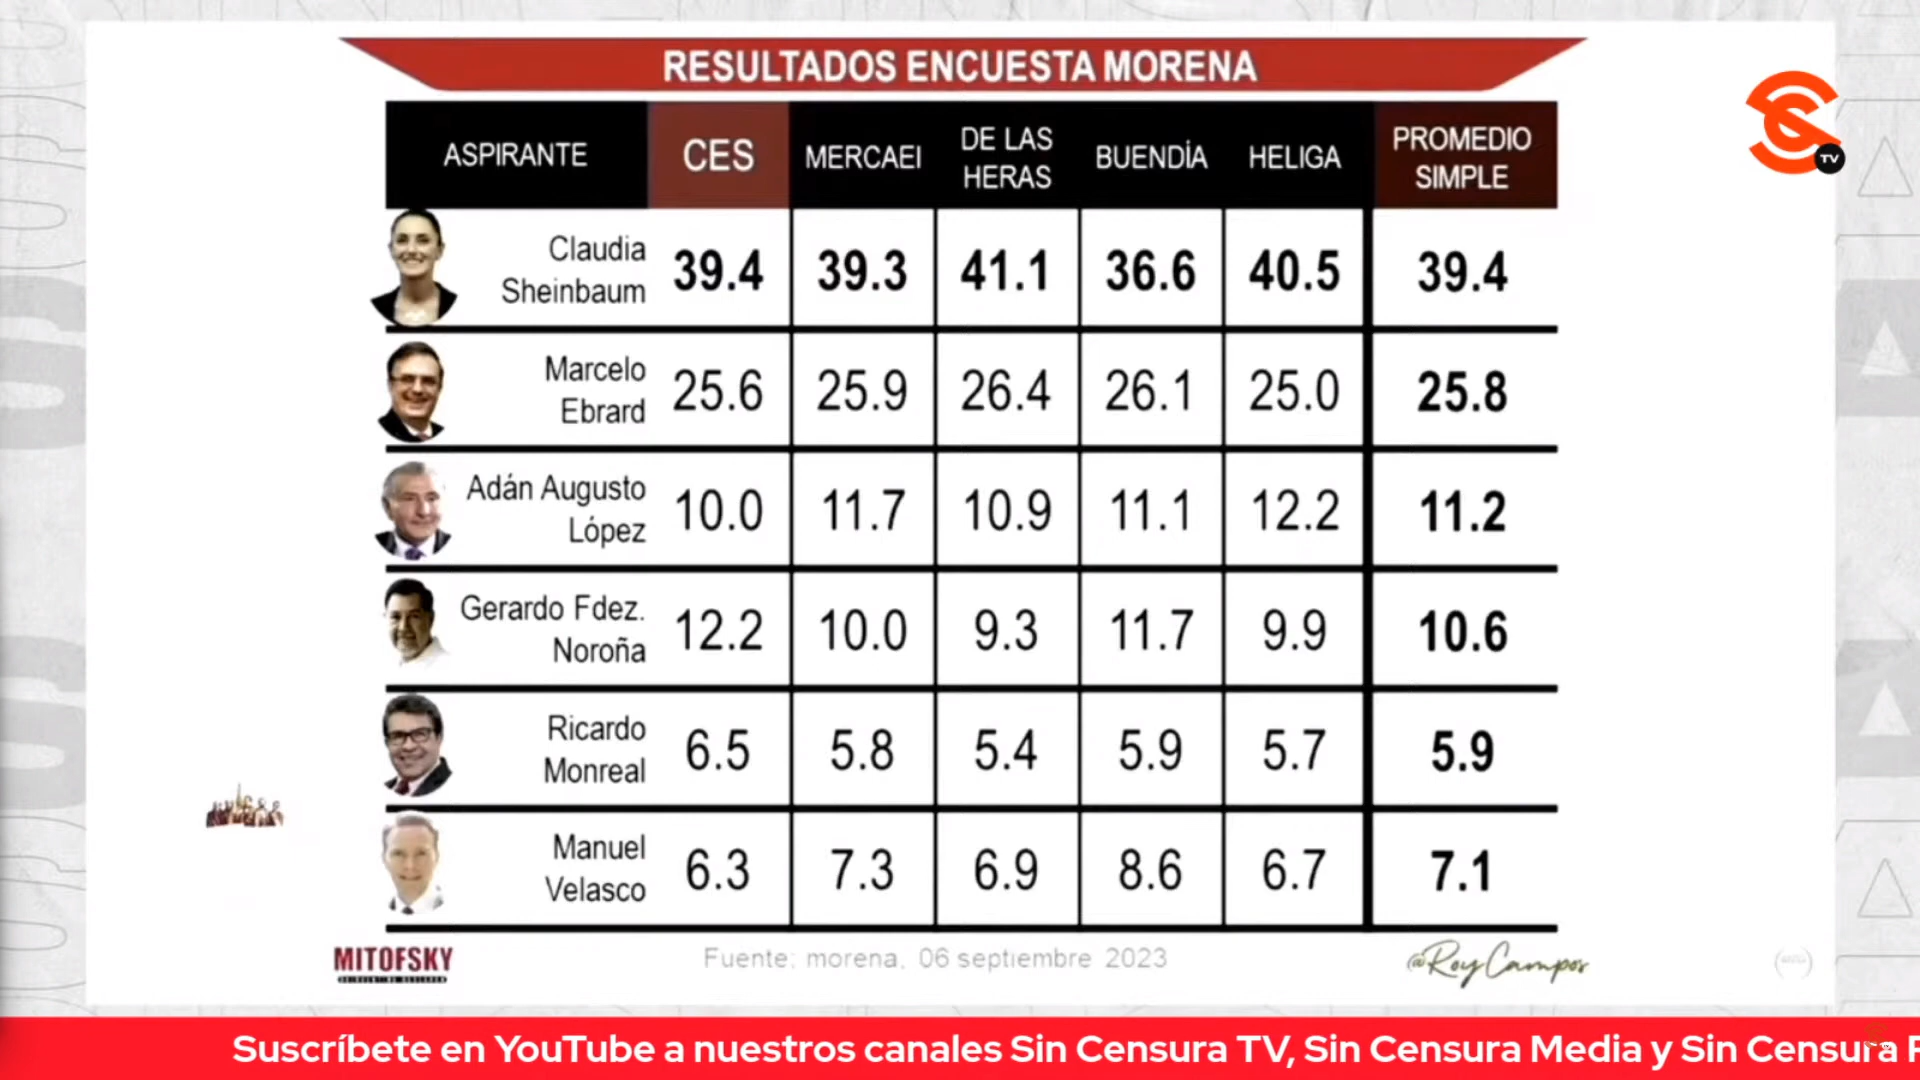 RESULTADOS ENCUESTA MORENA
TV
ASPIRANTE CES MERCAEI DE LAS HERAS BUENDÍA HELIGA PROMEDIO SIMPLE
Claudia Sheinbaum 39.4 39.3 41.1 36.6 40.5 39.4
Marcelo Ebrard 25.6 25.9 26.4 26.1 25.0 25.8
Adán Augusto López 10.0 11.7 10.9 11.1 12.2 11.2
Gerardo Fdez. Noroña 12.2 10.0 9.3 11.7 9.9 10.6
Ricardo Monreal 6.5 5.8 5.4 5.9 5.7 5.9
Manuel Velasco 6.3 7.3 6.9 8.6 6.7 7.1
MITOFSKY
Fuente: morena, 06 septiembre 2023
@RoyCampos
Suscríbete en YouTube a nuestros canales Sin Censura TV, Sin Censura Media y Sin Censura